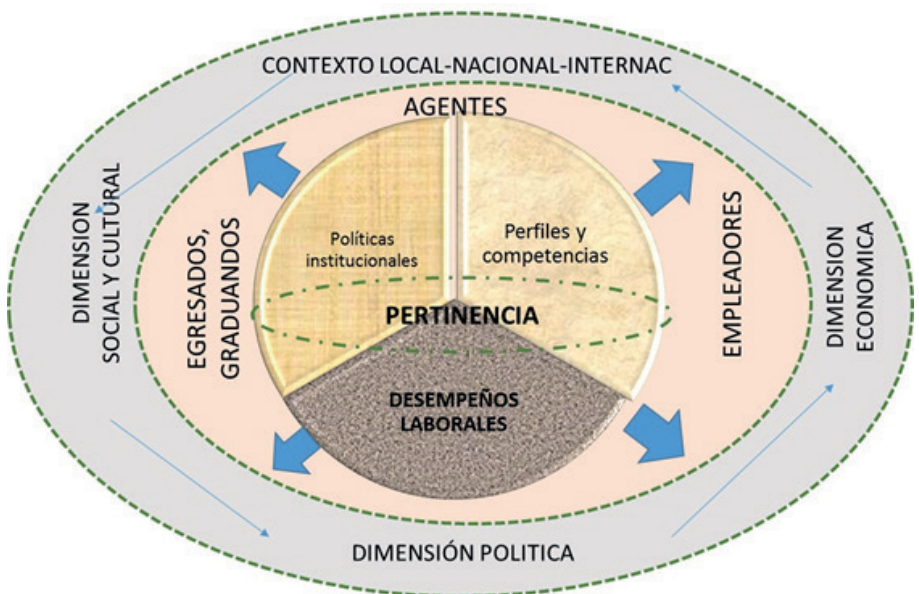 CONTEXTO LOCAL-NACIONAL-INTERNAC
AGENTES
DIMENSION
SOCIAL Y CULTURAL
EGRESADOS,
GRADUANDOS
Políticas
institucionales
Perfiles y
competencias
PERTINENCIA
DESEMPEÑOS
LABORALES
EMPLEADORES
DIMENSION
ECONOMICA
DIMENSIÓN POLITICA